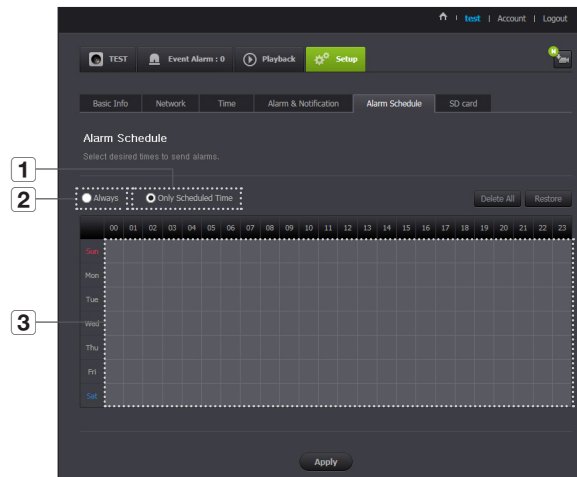 test | Account | Logout
TEST Event Alarm : 0 Playback Setup N
Basic Info Network Time Alarm & Notification Alarm Schedule SD card
Alarm Schedule
Select desired times to send alarms.
1
2
Always Only Scheduled Time Delete All Restore
00 01 02 03 04 05 06 07 08 09 10 11 12 13 14 15 16 17 18 19 20 21 22 23
Sun
Mon
Tue
3
Wed
Thu
Fri
Sat
Apply